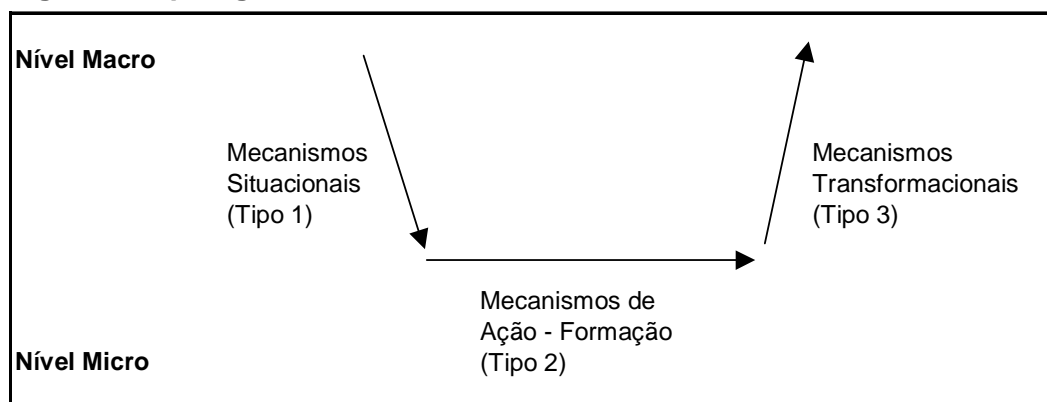 Nível Macro
Mecanismos
Situacionais
(Tipo 1)
Mecanismos
Transformacionais
(Tipo 3)
Mecanismos de
Ação - Formação
(Tipo 2)
Nível Micro